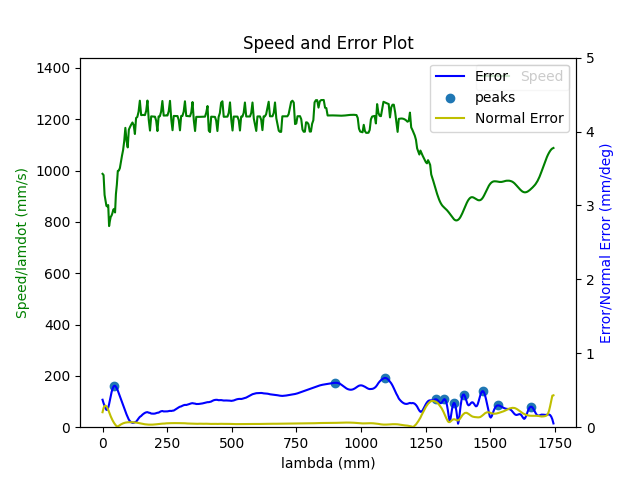 Speed and Error Plot
1400
1200
1000
800
600
400
200
0
Speed/lamdot (mm/s)
5
4
3
2
1
0
Error/Normal Error (mm/deg)
Error
Speed
peaks
Normal Error
0
250
500
750
1000
1250
1500
1750
lambda (mm)